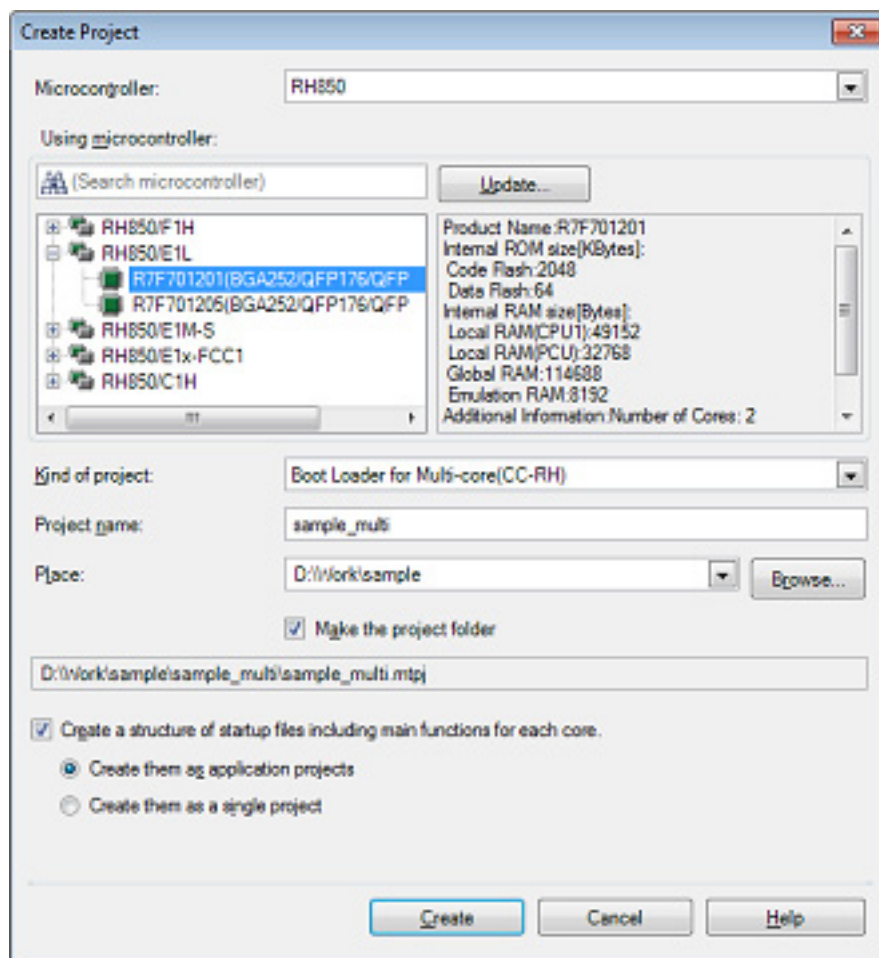 Create Project
Microcontroller:
RH850
Using microcontroller:
(Search microcontroller)
Update...
RH850/F1H
RH850/E1L
R7F701201(BGA252/QFP176/QFP
R7F701205(BGA252/QFP176/QFP
RH850/E1M-S
RH850/E1x-FCC1
RH850/C1H
Product Name:R7F701201
Internal ROM size[KBytes]:
Code Flash:2048
Data Flash:64
Internal RAM size[Bytes]:
Local RAM(CPU1):49152
Local RAM(PCU):32768
Global RAM:114688
Emulation RAM:8192
Additional Information:Number of Cores: 2
Kind of project:
Boot Loader for Multi-core(CC-RH)
Project name:
sample_multi
Place:
D:\Work\sample
Browse...
Make the project folder
D:\Work\sample\sample_multi\sample_multi.mtpj
Create a structure of startup files including main functions for each core.
Create them as application projects
Create them as a single project
Create
Cancel
Help